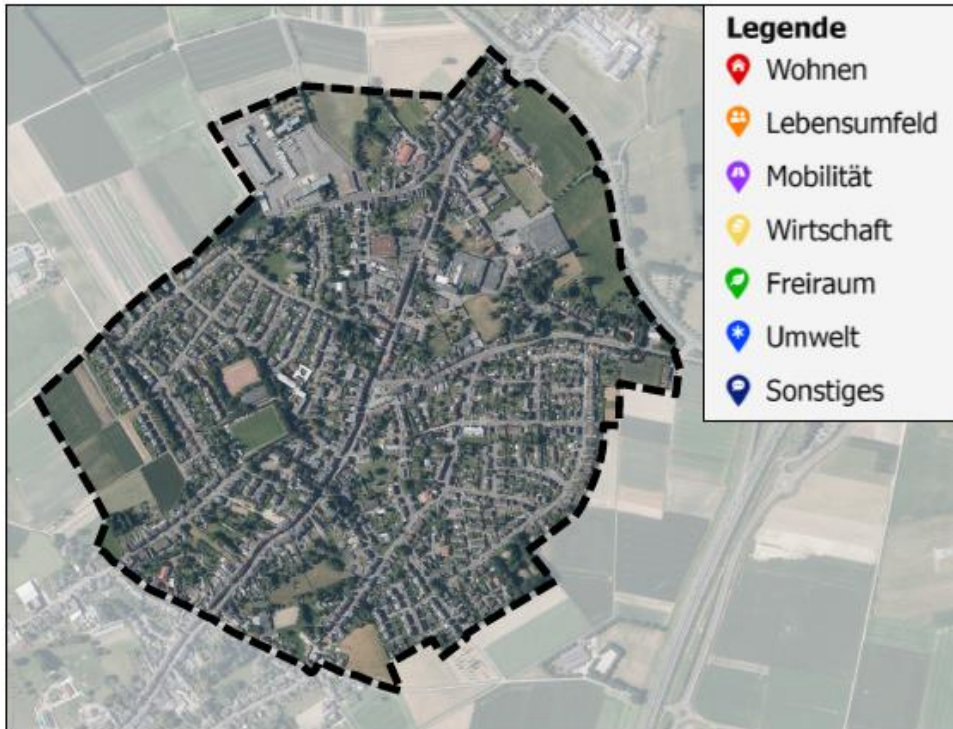 Legende
Wohnen
Lebensumfeld
Mobilität
Wirtschaft
Freiraum
Umwelt
Sonstiges